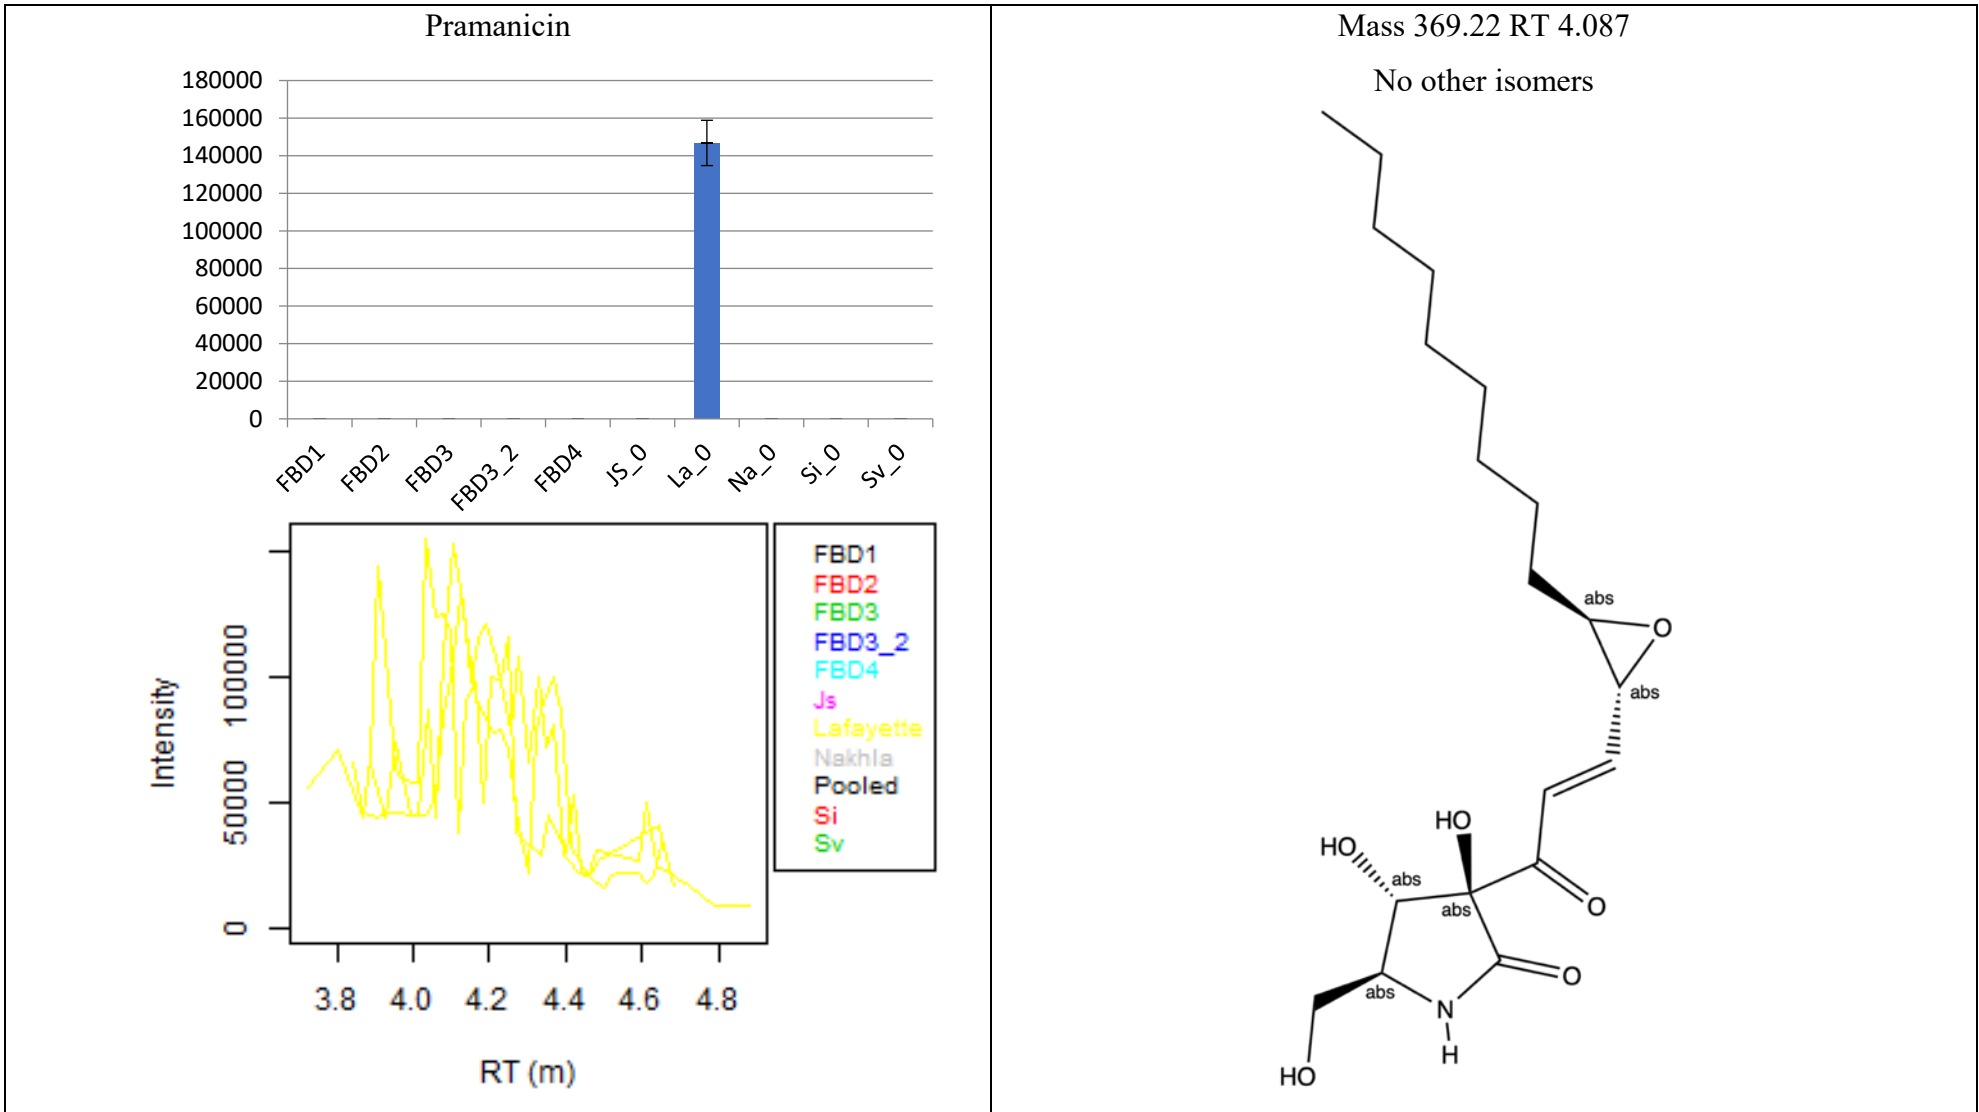 Pramanicin
180000
160000
140000
120000
100000
80000
60000
40000
20000
0
FBD1 FBD2 FBD3 FBD3_2 FBD4 JS_0 La_0 Na_0 Si_0 Sv_0
Intensity
0 50000 100000
3.8 4.0 4.2 4.4 4.6 4.8
RT (m)
FBD1
FBD2
FBD3
FBD3_2
FBD4
Js
Lafayette
Nakhla
Pooled
Si
Sv
Mass 369.22 RT 4.087
No other isomers
abs
O
abs
HO
HO
abs
abs
O
O
abs
N
H
HO